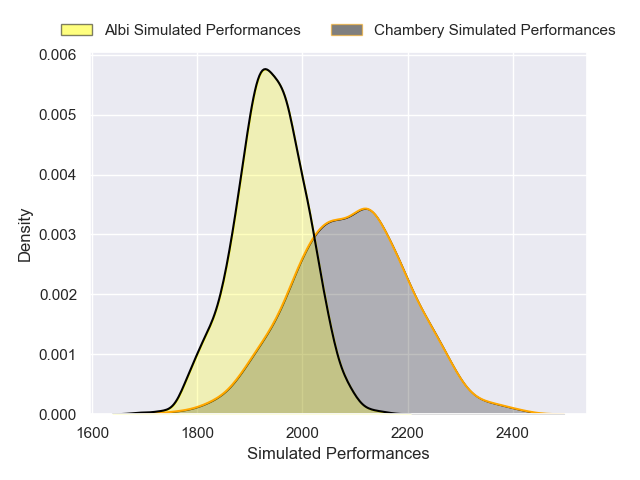 Albi Simulated Performances Chambery Simulated Performances
0.006
0.005
0.004
0.003
0.002
0.001
0.000
Density
1600 1800 2000 2200 2400
Simulated Performances